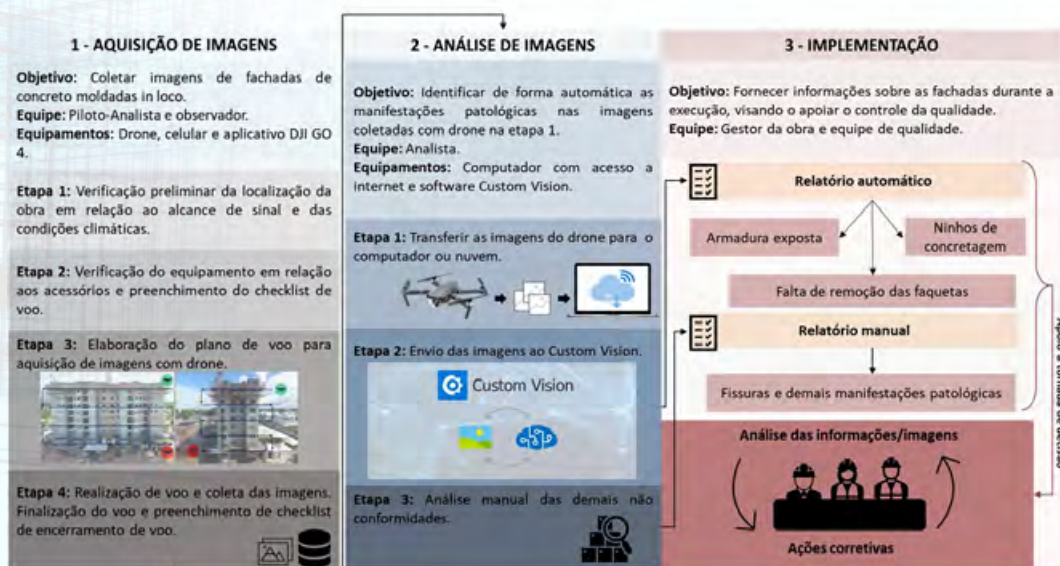 1 - AQUISIÇÃO DE IMAGENS
Objetivo: Coletar imagens de fachadas de
concreto moldadas in loco.
Equipe: Piloto-Analista e observador.
Equipamentos: Drone, celular e aplicativo DJI GO
4.
Etapa 1: Verificação preliminar da localização da
obra em relação ao alcance de sinal e das
condições climáticas.
Etapa 2: Verificação do equipamento em relação
aos acessórios e preenchimento do checklist de
voo.
Etapa 3: Elaboração do plano de voo para
aquisição de imagens com drone.
Etapa 4: Realização de voo e coleta das imagens.
Finalização do voo e preenchimento de checklist
de encerramento de voo.
2 - ANÁLISE DE IMAGENS
Objetivo: Identificar de forma automática as
manifestações patológicas nas imagens
coletadas com drone na etapa 1.
Equipe: Analista.
Equipamentos: Computador com acesso a
internet e software Custom Vision.
Etapa 1: Transferir as imagens do drone para o
computador ou nuvem.
Etapa 2: Envio das imagens ao Custom Vision.
Custom Vision
Etapa 3: Análise manual das demais não
conformidades.
3 - IMPLEMENTAÇÃO
Objetivo: Fornecer informações sobre as fachadas durante a
execução, visando o apoiar o controle da qualidade.
Equipe: Gestor da obra e equipe de qualidade.
Relatório automático
Armadura exposta
Ninhos de
concretagem
Falta de remoção das faquetas
Relatório manual
Fissuras e demais manifestações patológicas
Análise das informações/imagens
Ações corretivas